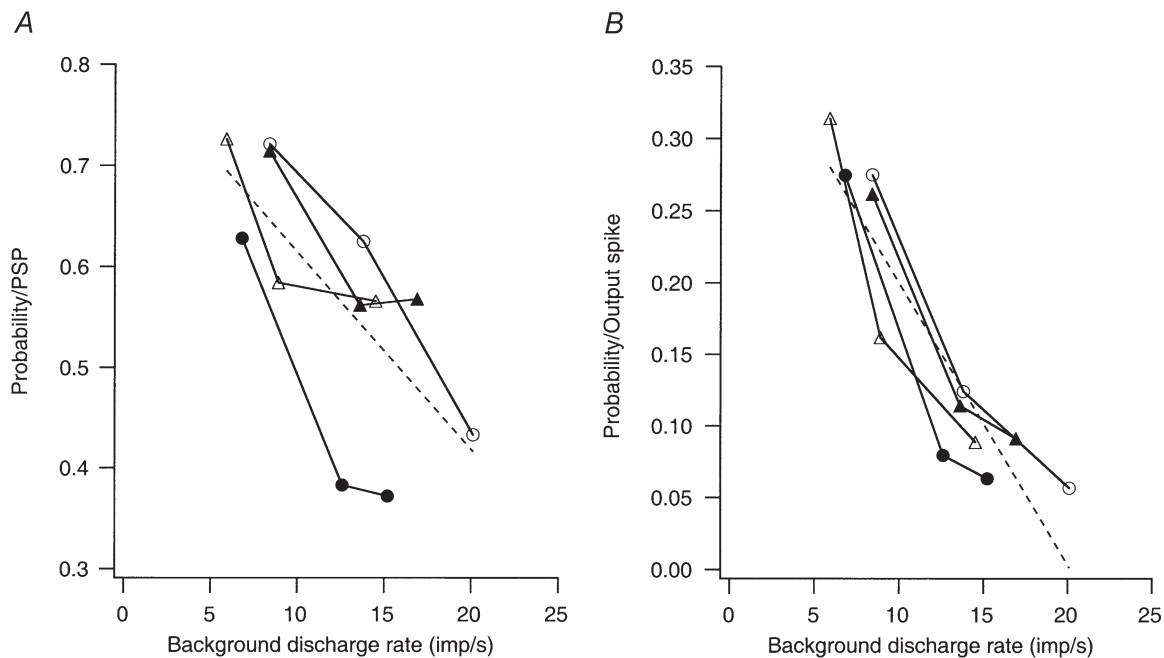 A
B
0.8
0.7
0.6
0.5
0.4
0.3
Probability/PSP
0 5 10 15 20 25
Background discharge rate (imp/s)
0.35
0.30
0.25
0.20
0.15
0.10
0.05
0.00
Probability/Output spike
0 5 10 15 20 25
Background discharge rate (imp/s)